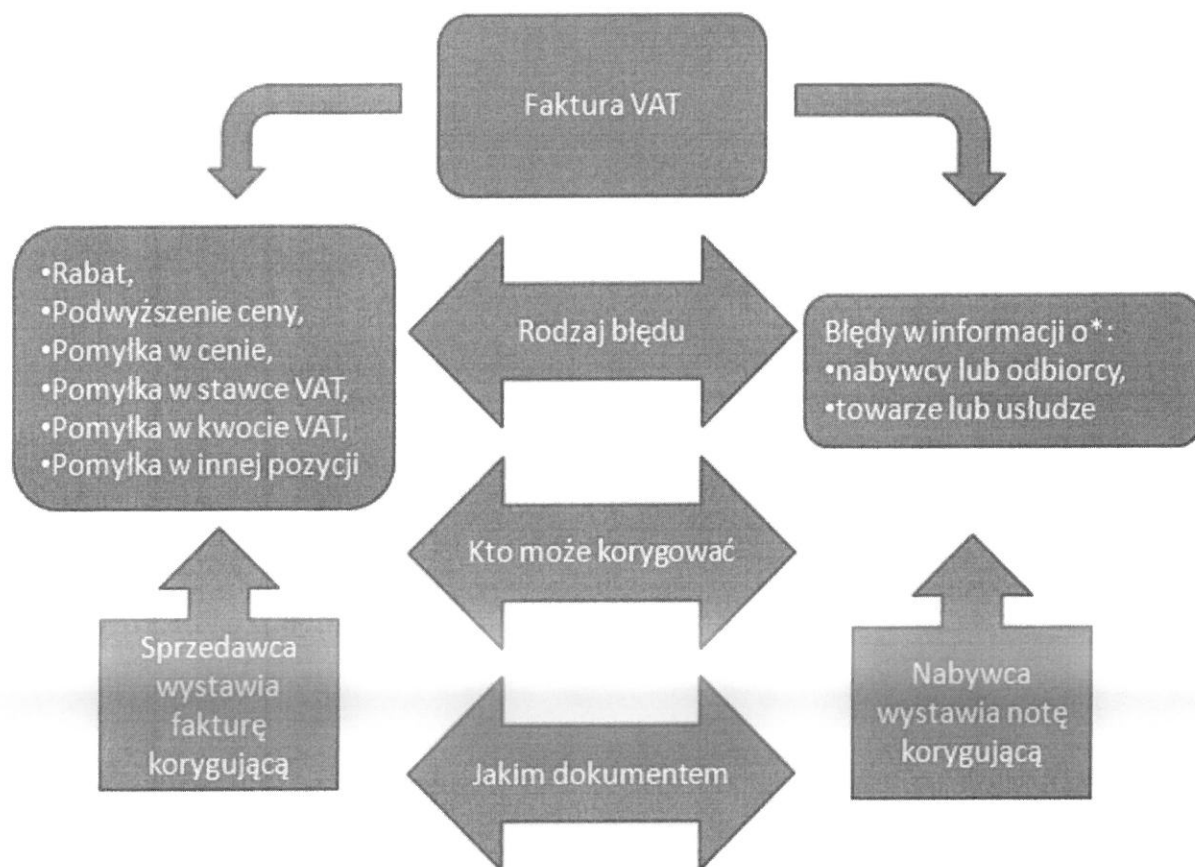 Faktura VAT
•Rabat,
•Podwyższenie ceny,
•Pomyłka w cenie,
•Pomyłka w stawce VAT,
•Pomyłka w kwocie VAT,
•Pomyłka w innej pozycji
Rodzaj błędu
Błędy w informacji o*:
•nabywcy lub odbiorcy,
•towarze lub usłudze
Kto może korygować
Sprzedawca
wystawia
fakturę
korygującą
Jakim dokumentem
Nabywca
wystawia notę
korygującą